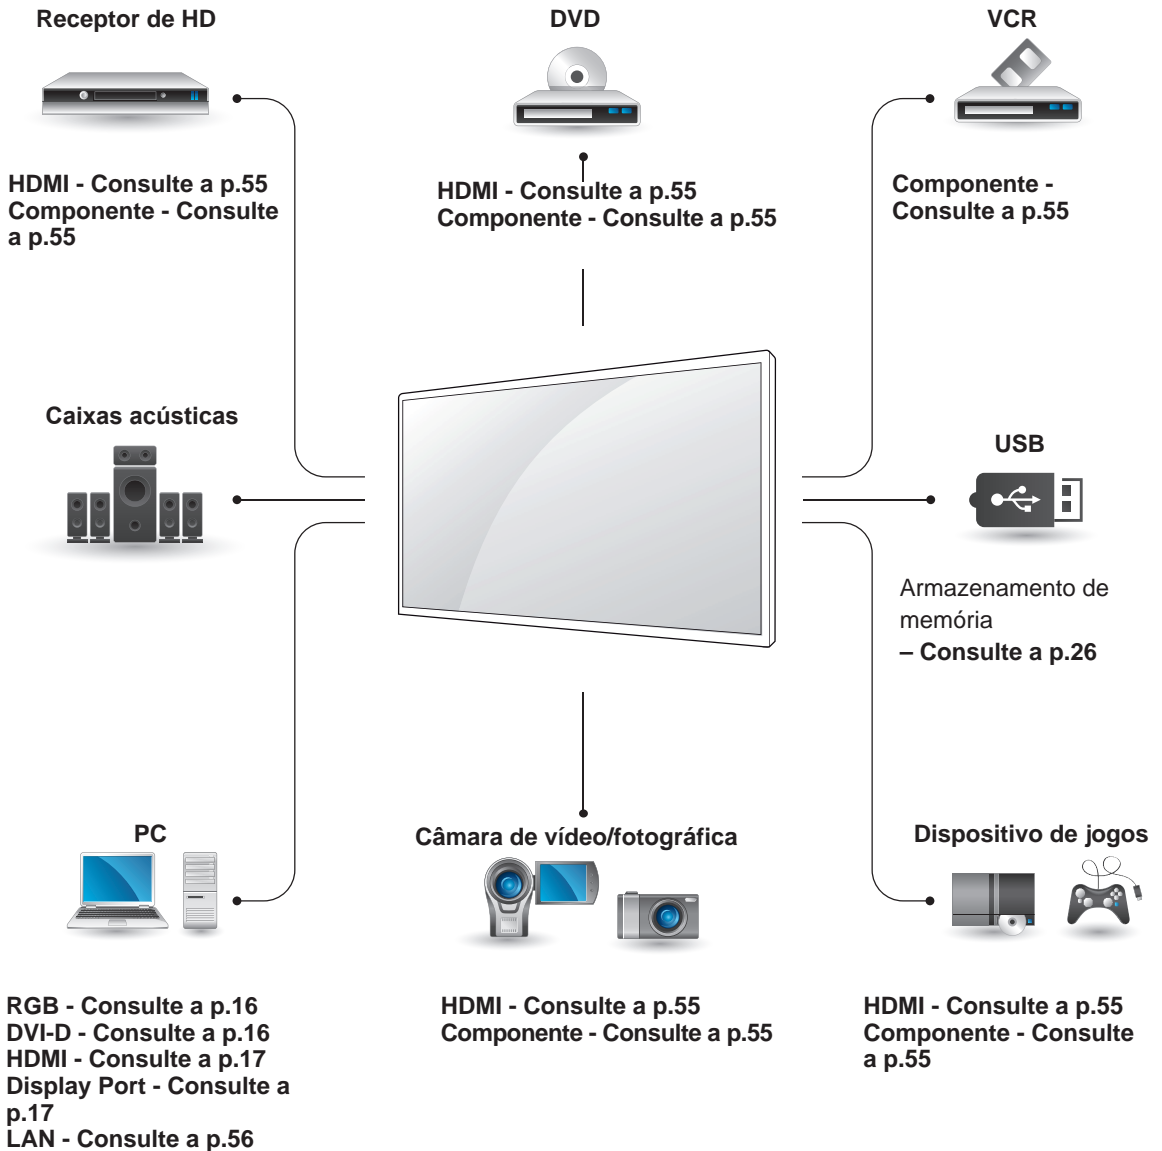 Receptor de HD
HDMI - Consulte a p.55
Componente - Consulte
a p.55
DVD
HDMI - Consulte a p.55
Componente - Consulte a p.55
VCR
Componente -
Consulte a p.55
Caixas acústicas
USB
Armazenamento de
memória
– Consulte a p.26
PC
RGB - Consulte a p.16
DVI-D - Consulte a p.16
HDMI - Consulte a p.17
Display Port - Consulte a
p.17
LAN - Consulte a p.56
Câmara de vídeo/fotográfica
HDMI - Consulte a p.55
Componente - Consulte a p.55
Dispositivo de jogos
HDMI - Consulte a p.55
Componente - Consulte
a p.55